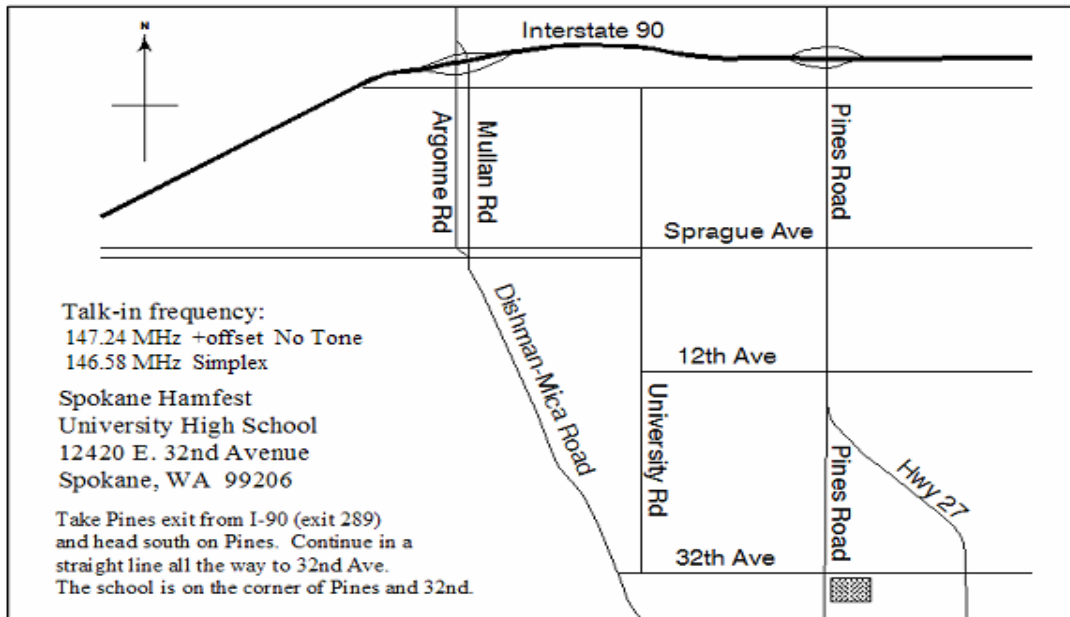 N
Interstate 90
Argonne Rd
Mullan Rd
Pines Road
Sprague Ave
Talk-in frequency:
147.24 MHz +offset No Tone
146.58 MHz Simplex
Dishman-Mica Road
12th Ave
Spokane Hamfest
University High School
12420 E. 32nd Avenue
Spokane, WA 99206
University Rd
Pines Road
Hwy 27
Take Pines exit from I-90 (exit 289)
and head south on Pines. Continue in a
straight line all the way to 32nd Ave.
The school is on the corner of Pines and 32nd.
32th Ave